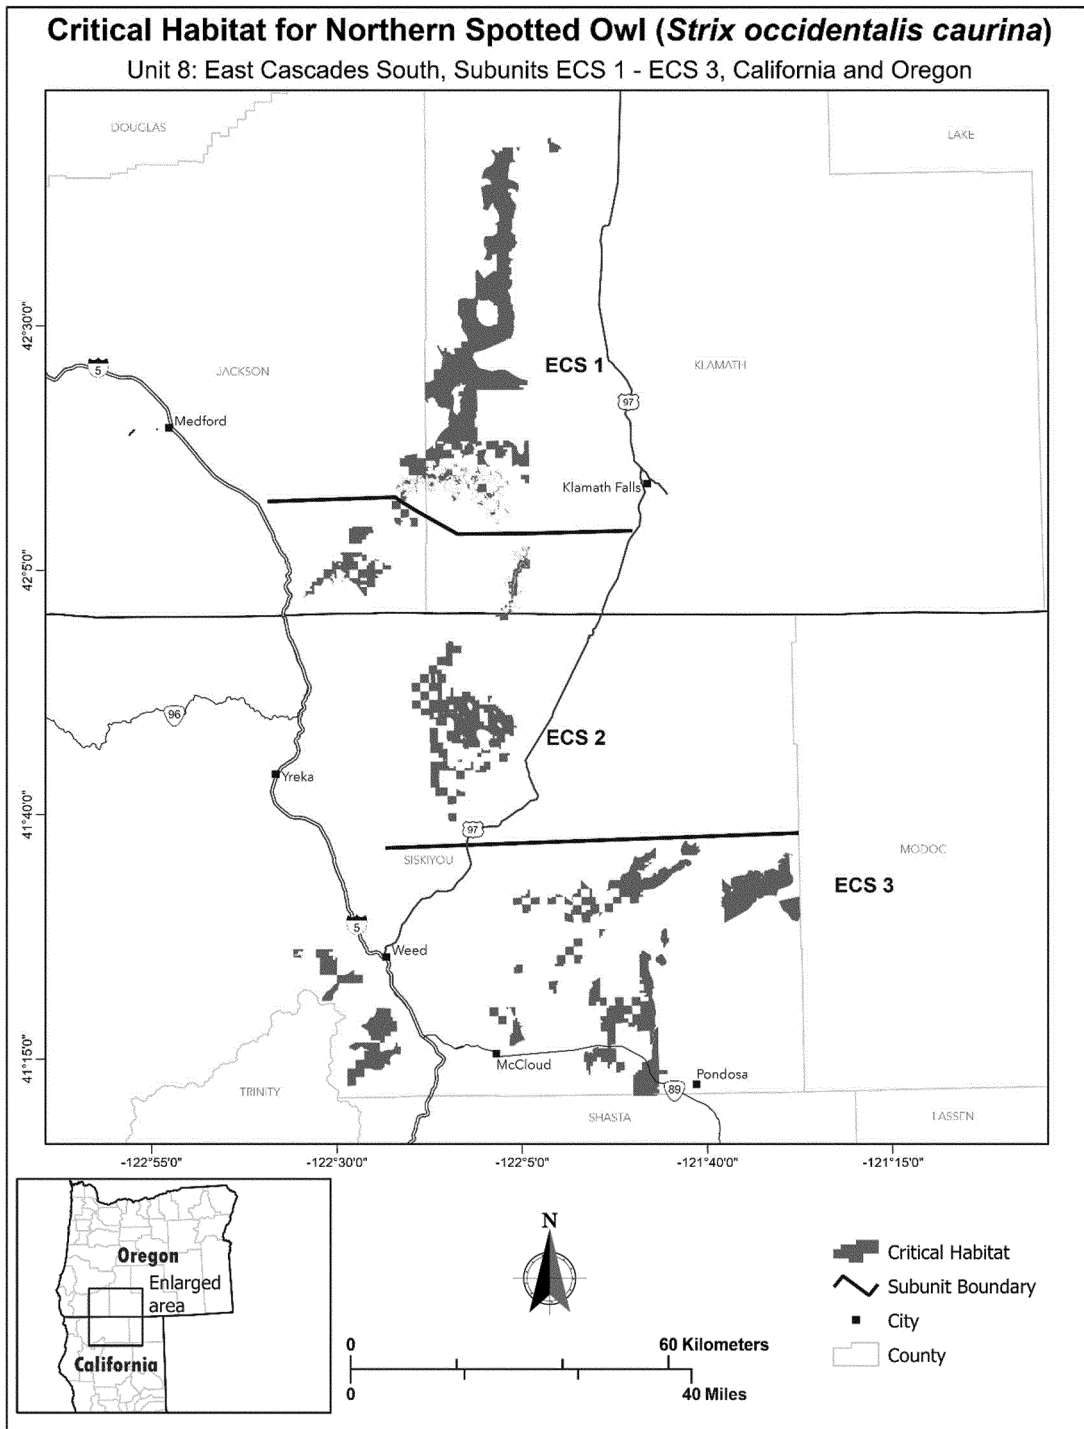 Critical Habitat for Northern Spotted Owl (Strix occidentalis caurina)
Unit 8: East Cascades South, Subunits ECS 1 - ECS 3, California and Oregon
DOUGLAS
LAKE
42°30'0"
ECS 1
KLAMATH
JACKSON
5
97
Medford
Klamath Falls
42°5'0"
96
ECS 2
Yreka
41°40'0"
97
SISKIYOU
MODOC
ECS 3
5
Weed
41°15'0"
McCloud
Pondosa
TRINITY
89
SHASTA
LASSEN
-122°55'0"
-122°30'0"
-122°5'0"
-121°40'0"
-121°15'0"
Oregon
Enlarged
area
California
N
0
60 Kilometers
0
40 Miles
Critical Habitat
Subunit Boundary
City
County